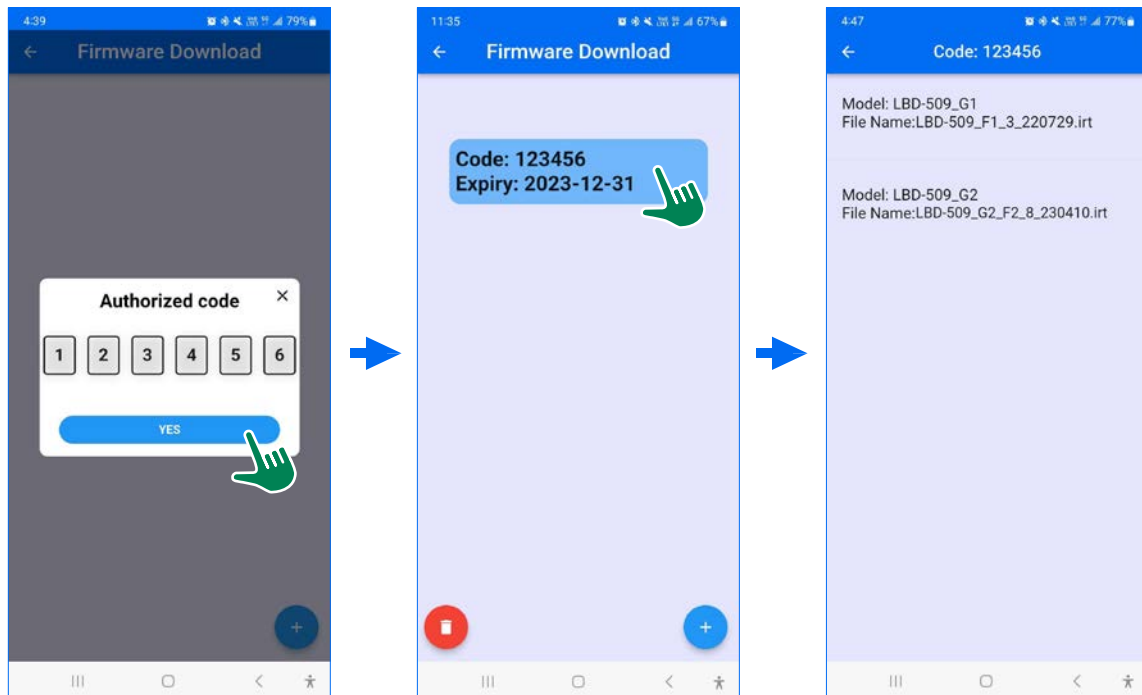 4:39
79%
Firmware Download
Authorized code
1 2 3 4 5 6
YES
11:35
67%
Firmware Download
Code: 123456
Expiry: 2023-12-31
4:47
77%
Code: 123456
Model: LBD-509_G1
File Name:LBD-509_F1_3_220729.irt
Model: LBD-509_G2
File Name:LBD-509_G2_F2_8_230410.irt